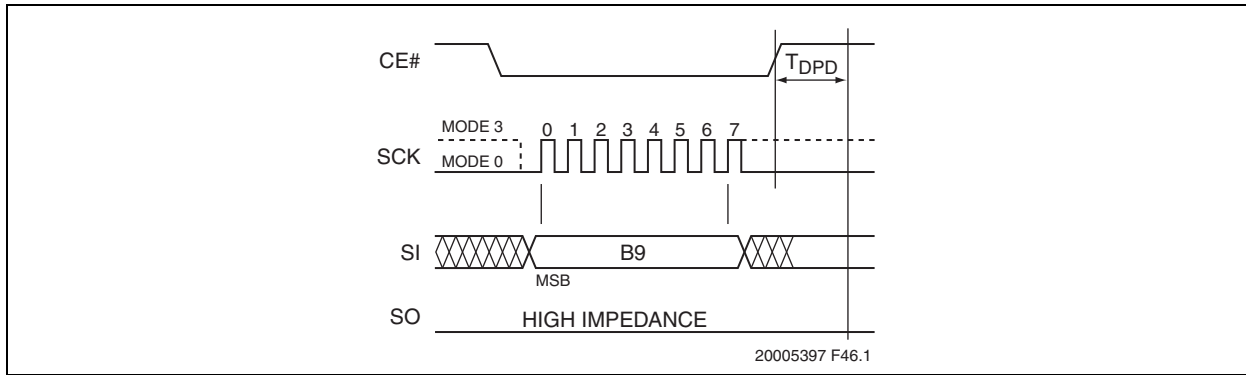 CE#
TDPD
MODE 3
0 1 2 3 4 5 6 7
SCK
MODE 0
SI
B9
MSB
SO
HIGH IMPEDANCE
20005397 F46.1